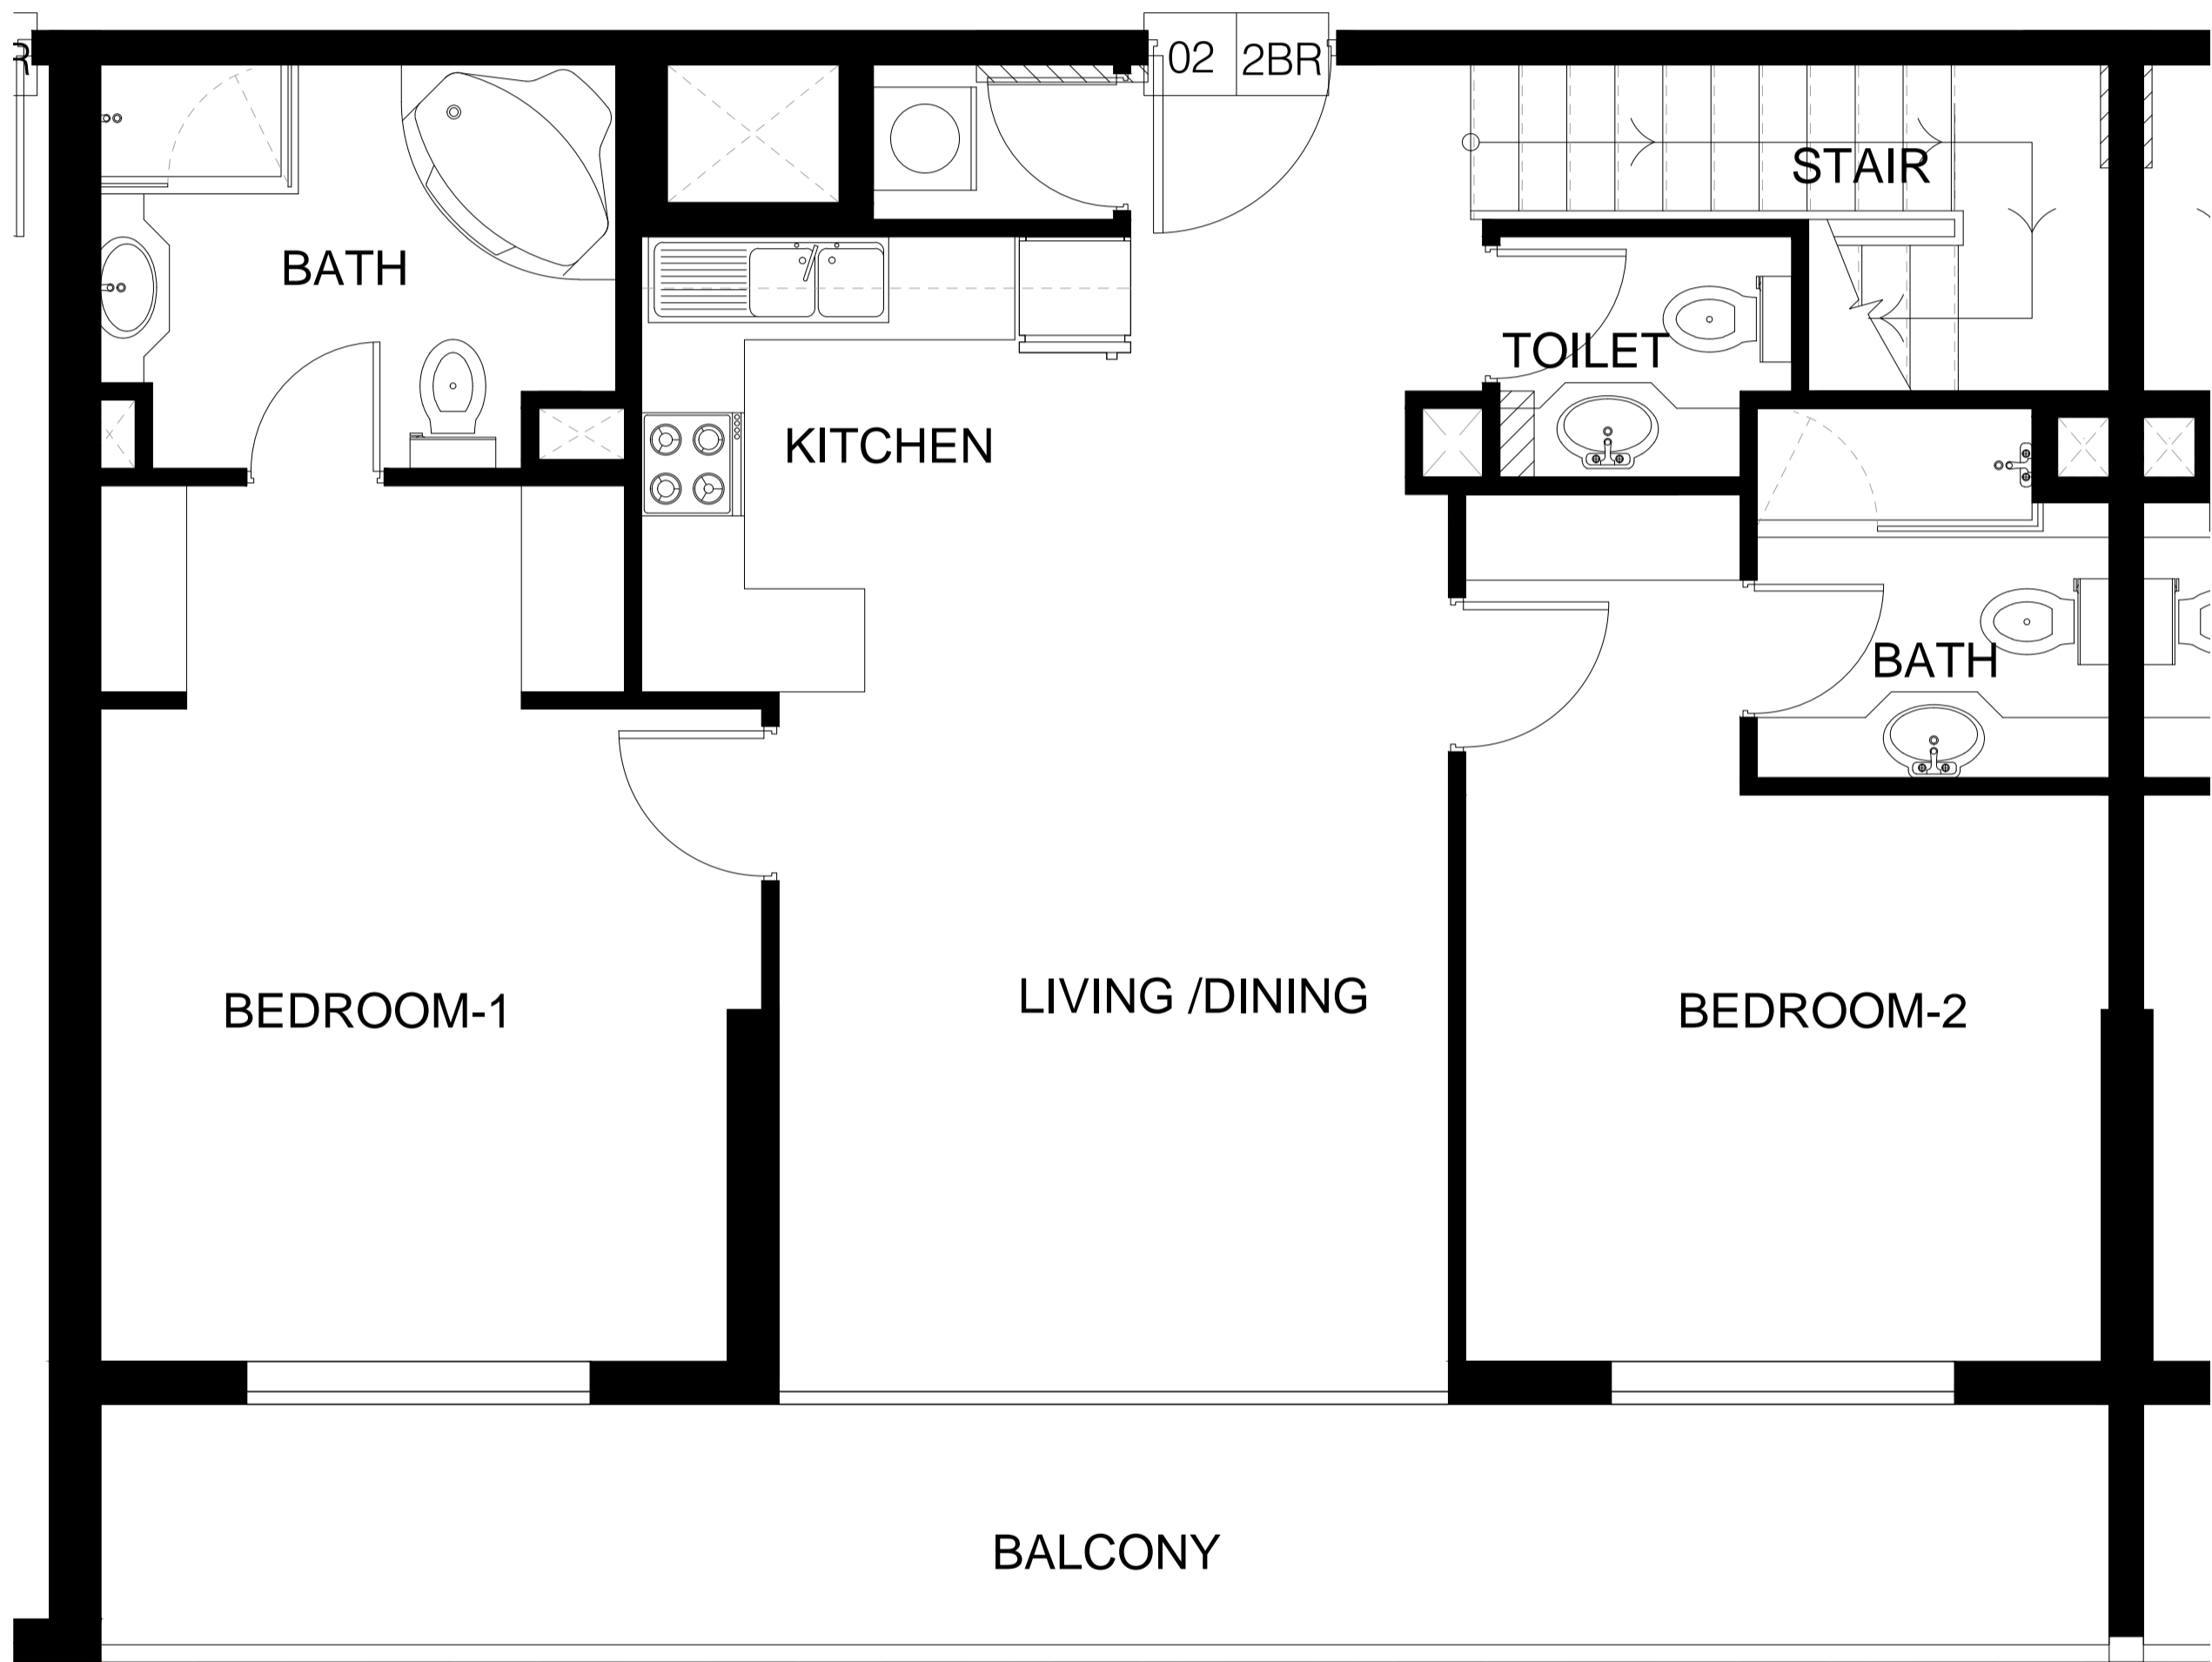 R
02 2BR
STAIR
BATH
TOILET
KITCHEN
BATH
BEDROOM-1
LIVING /DINING
BEDROOM-2
BALCONY